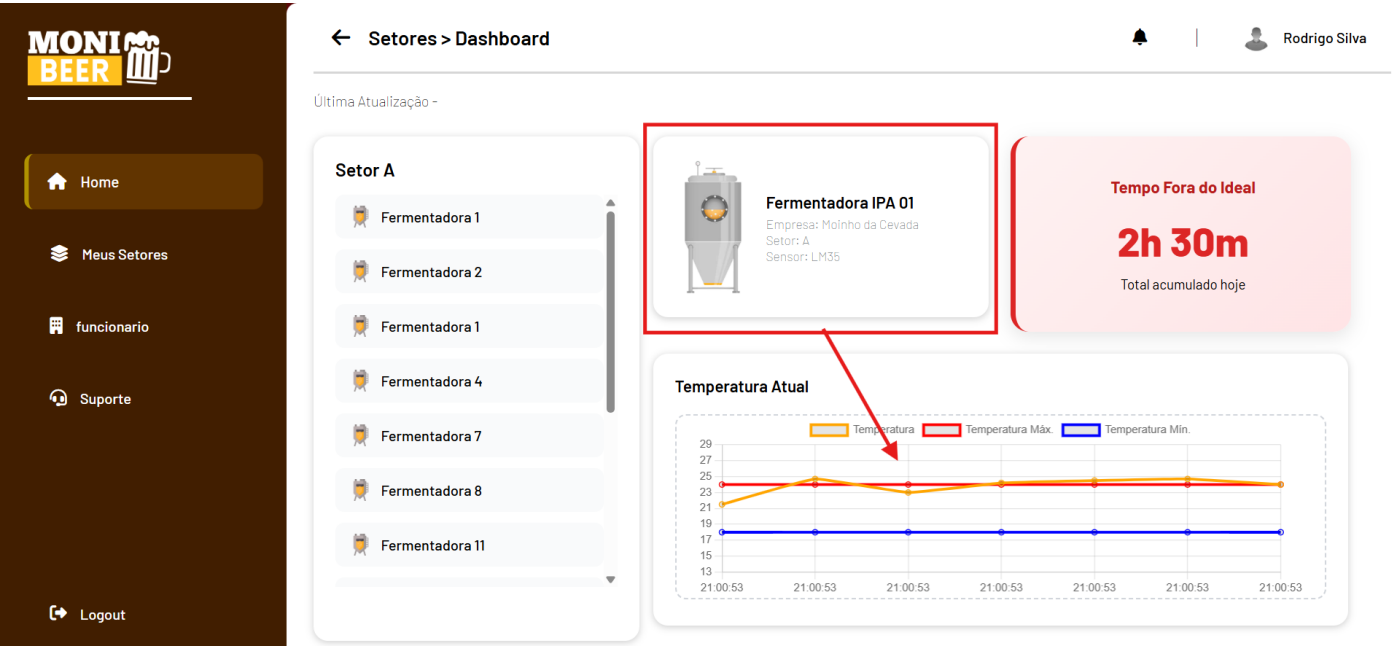 MONI
BEER
Setores > Dashboard
Rodrigo Silva
Última Atualização -
Home
Meus Setores
funcionario
Suporte
Logout
Setor A
Fermentadora 1
Fermentadora 2
Fermentadora 1
Fermentadora 4
Fermentadora 7
Fermentadora 8
Fermentadora 11
Fermentadora IPA 01
Empresa: Moinho da Cevada
Setor: A
Sensor: LM35
Tempo Fora do Ideal
2h 30m
Total acumulado hoje
Temperatura Atual
Temperatura Temperatura Máx. Temperatura Mín.
29
27
25
23
21
19
17
15
13
21:00:53 21:00:53 21:00:53 21:00:53 21:00:53 21:00:53 21:00:53